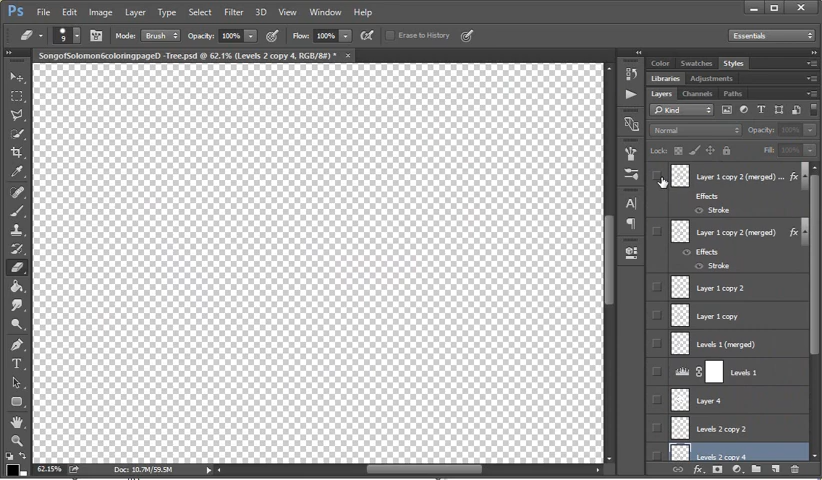 Ps File Edit Image Layer Type Select Filter 3D View Window Help
9 Mode: Brush Opacity: 100% Flow: 100% Erase to History Essentials
SongofSolomon6coloringpageD -Tree.psd @ 62.1% (Levels 2 copy 4, RGB/8#) * ×
Color Swatches Styles
Libraries Adjustments
Layers Channels Paths
Kind
Normal Opacity: 100%
Lock: Fill: 100%
Layer 1 copy 2 (merged) ... fx
Effects
Stroke
Layer 1 copy 2 (merged) fx
Effects
Stroke
Layer 1 copy 2
Layer 1 copy
Levels 1 (merged)
Levels 1
Layer 4
Levels 2 copy 2
Levels 2 copy 4
62.15% Doc: 10.7M/59.5M